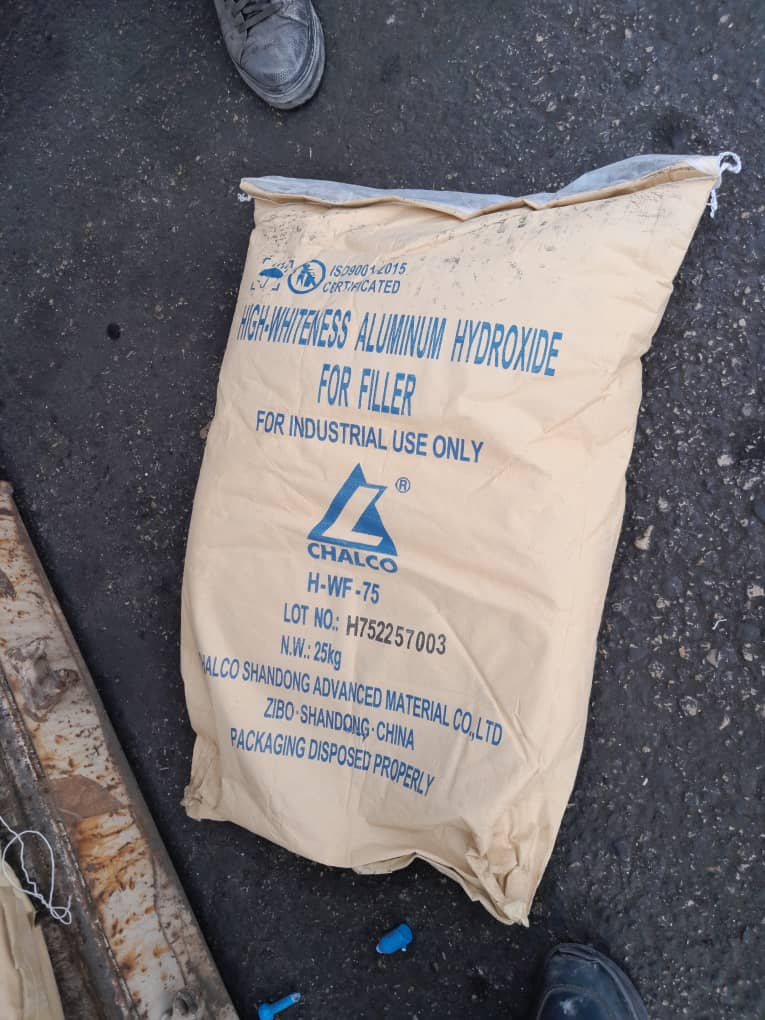 ISO9001:2015
CERTIFICATED
HIGH-WHITENESS ALUMINUM HYDROXIDE
FOR FILLER
FOR INDUSTRIAL USE ONLY
®
CHALCO
H-WF-75
LOT NO.: H752257003
N.W.: 25kg
CHALCO SHANDONG ADVANCED MATERIAL CO.,LTD
ZIBO·SHANDONG·CHINA
PACKAGING DISPOSED PROPERLY